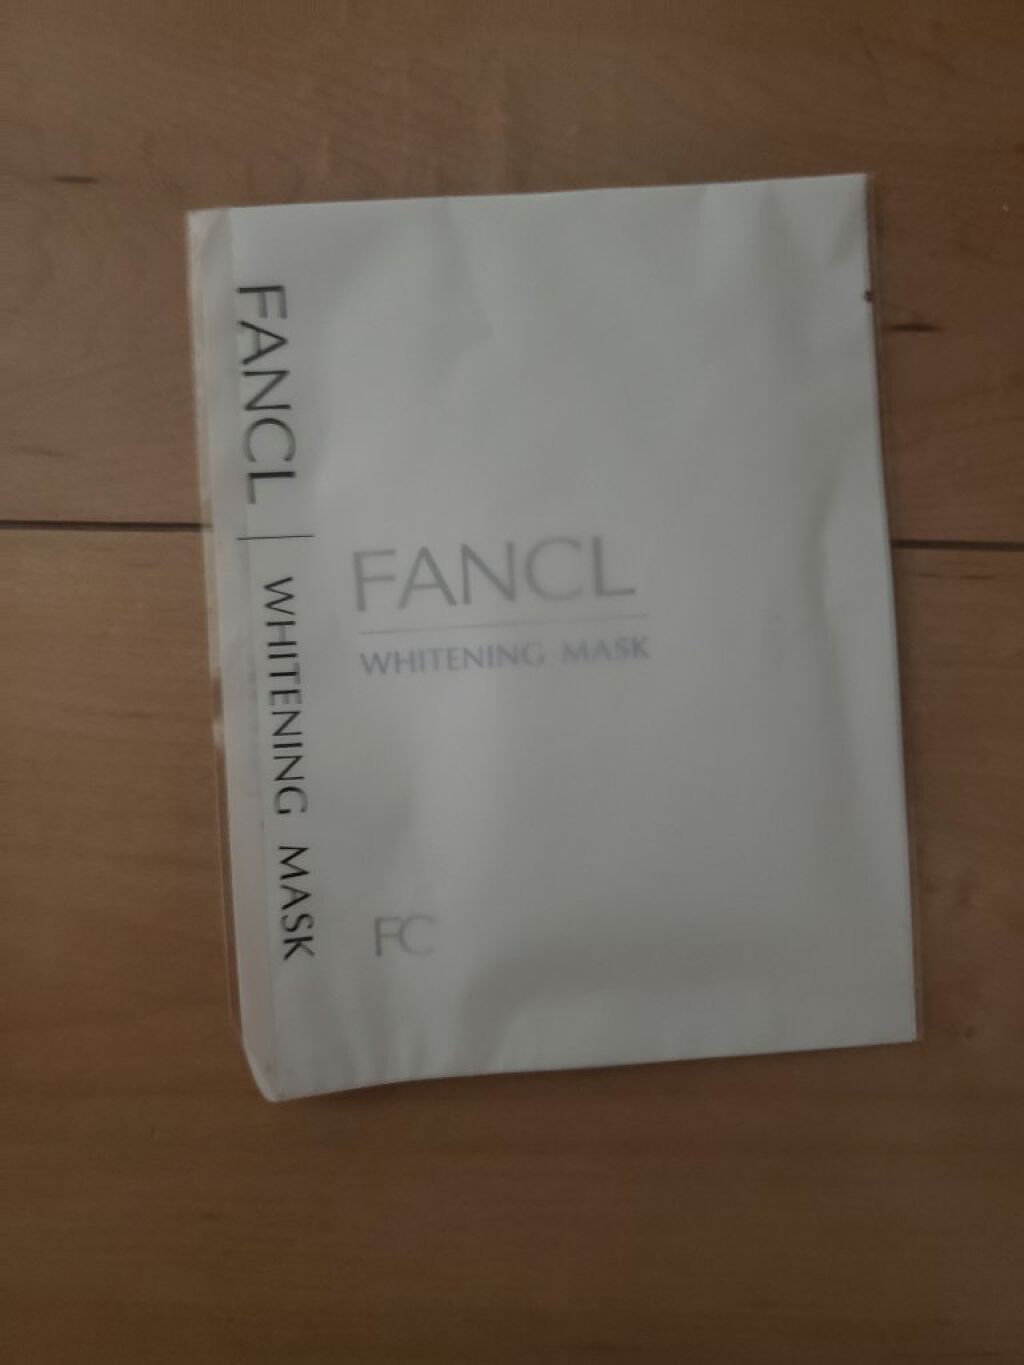 FANCL | WHITENING MASK
FANCL
WHITENING MASK
FC